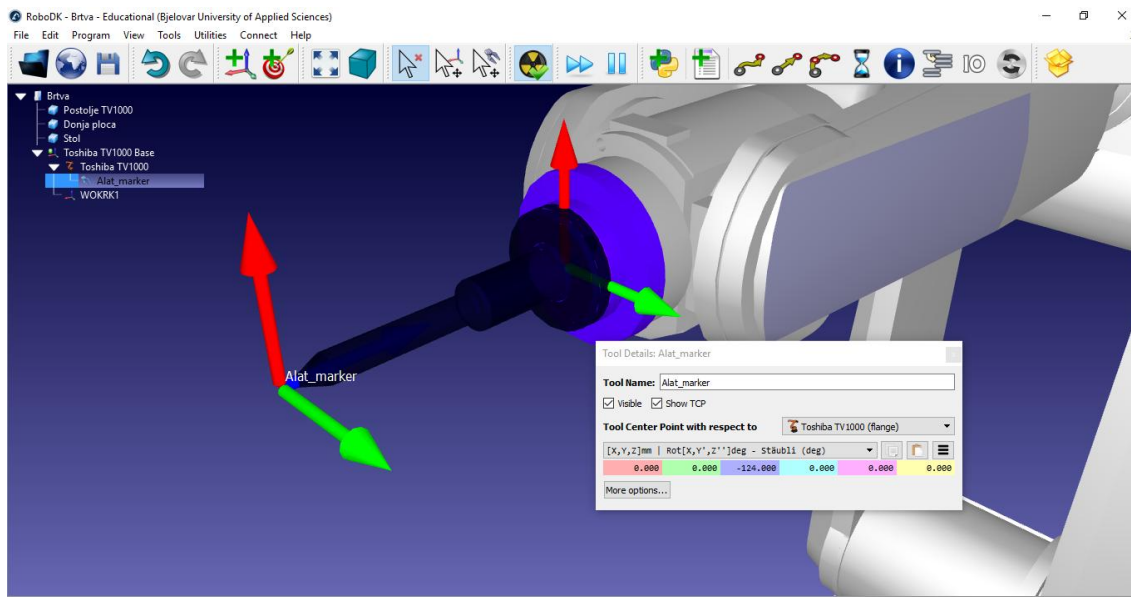 RoboDK - Brtva - Educational (Bjelovar University of Applied Sciences)
File Edit Program View Tools Utilities Connect Help
IO
Brtva
Postolje TV1000
Donja ploca
Stol
Toshiba TV1000 Base
Toshiba TV1000
Alat_marker
WOKRK1
Alat_marker
Tool Details: Alat_marker
Tool Name: Alat_marker
Visible Show TCP
Tool Center Point with respect to Toshiba TV1000 (flange)
[X,Y,Z]mm | Rot[X,Y',Z'']deg - Stäubli (deg)
0.000 0.000 -124.000 0.000 0.000 0.000
More options...